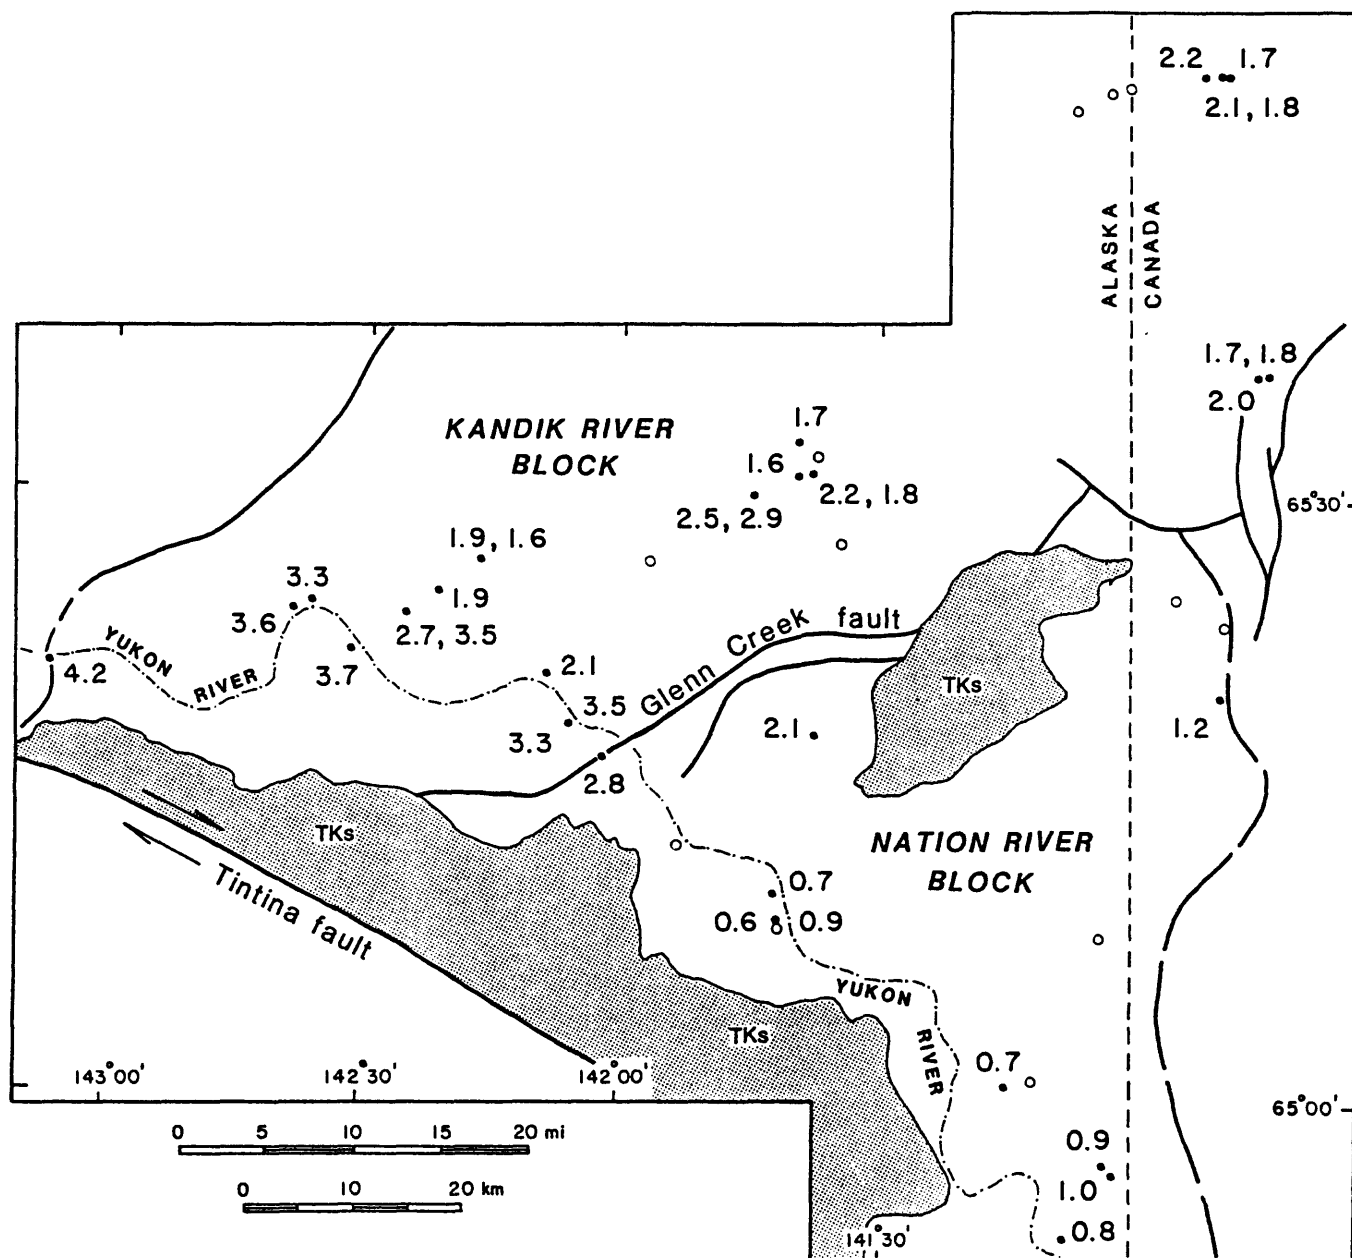 2.2 1.7
2.1, 1.8
ALASKA
CANADA
1.7, 1.8
2.0
KANDIK RIVER
BLOCK
1.7
1.6
2.2, 1.8
2.5, 2.9
65°30'
1.9, 1.6
3.3
1.9
3.6
2.7, 3.5
YUKON
RIVER
4.2
3.7
2.1
Glenn Creek fault
TKs
3.5
3.3
2.1
1.2
2.8
TKs
NATION RIVER
BLOCK
Tintina fault
0.7
0.6 0.9
YUKON
RIVER
TKs
0.7
143°00'
142°30'
142°00'
65°00'
0 5 10 15 20 mi
0 10 20 km
0.9
1.0
0.8
141°30'